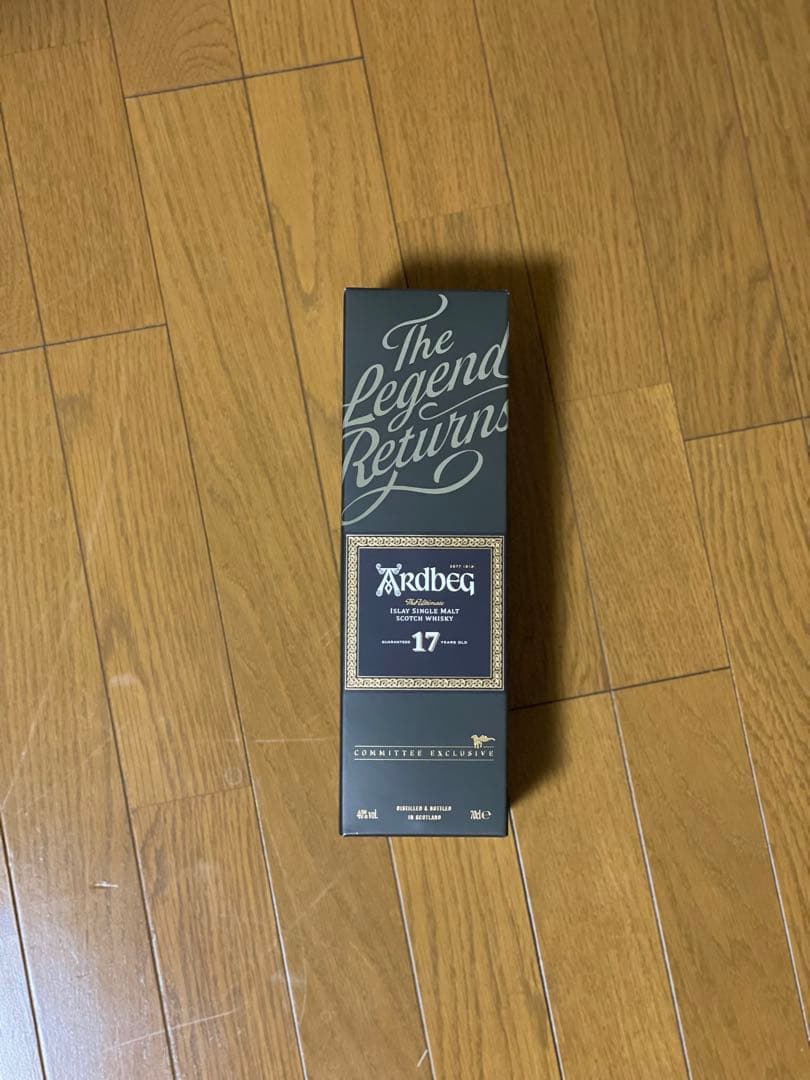 The
Legend
Returns
ESTD 1815
ARDBEG
The Ultimate
ISLAY SINGLE MALT
SCOTCH WHISKY
GUARANTEED 17 YEARS OLD
COMMITTEE EXCLUSIVE
40% vol.
DISTILLED & BOTTLED
IN SCOTLAND
70cl e